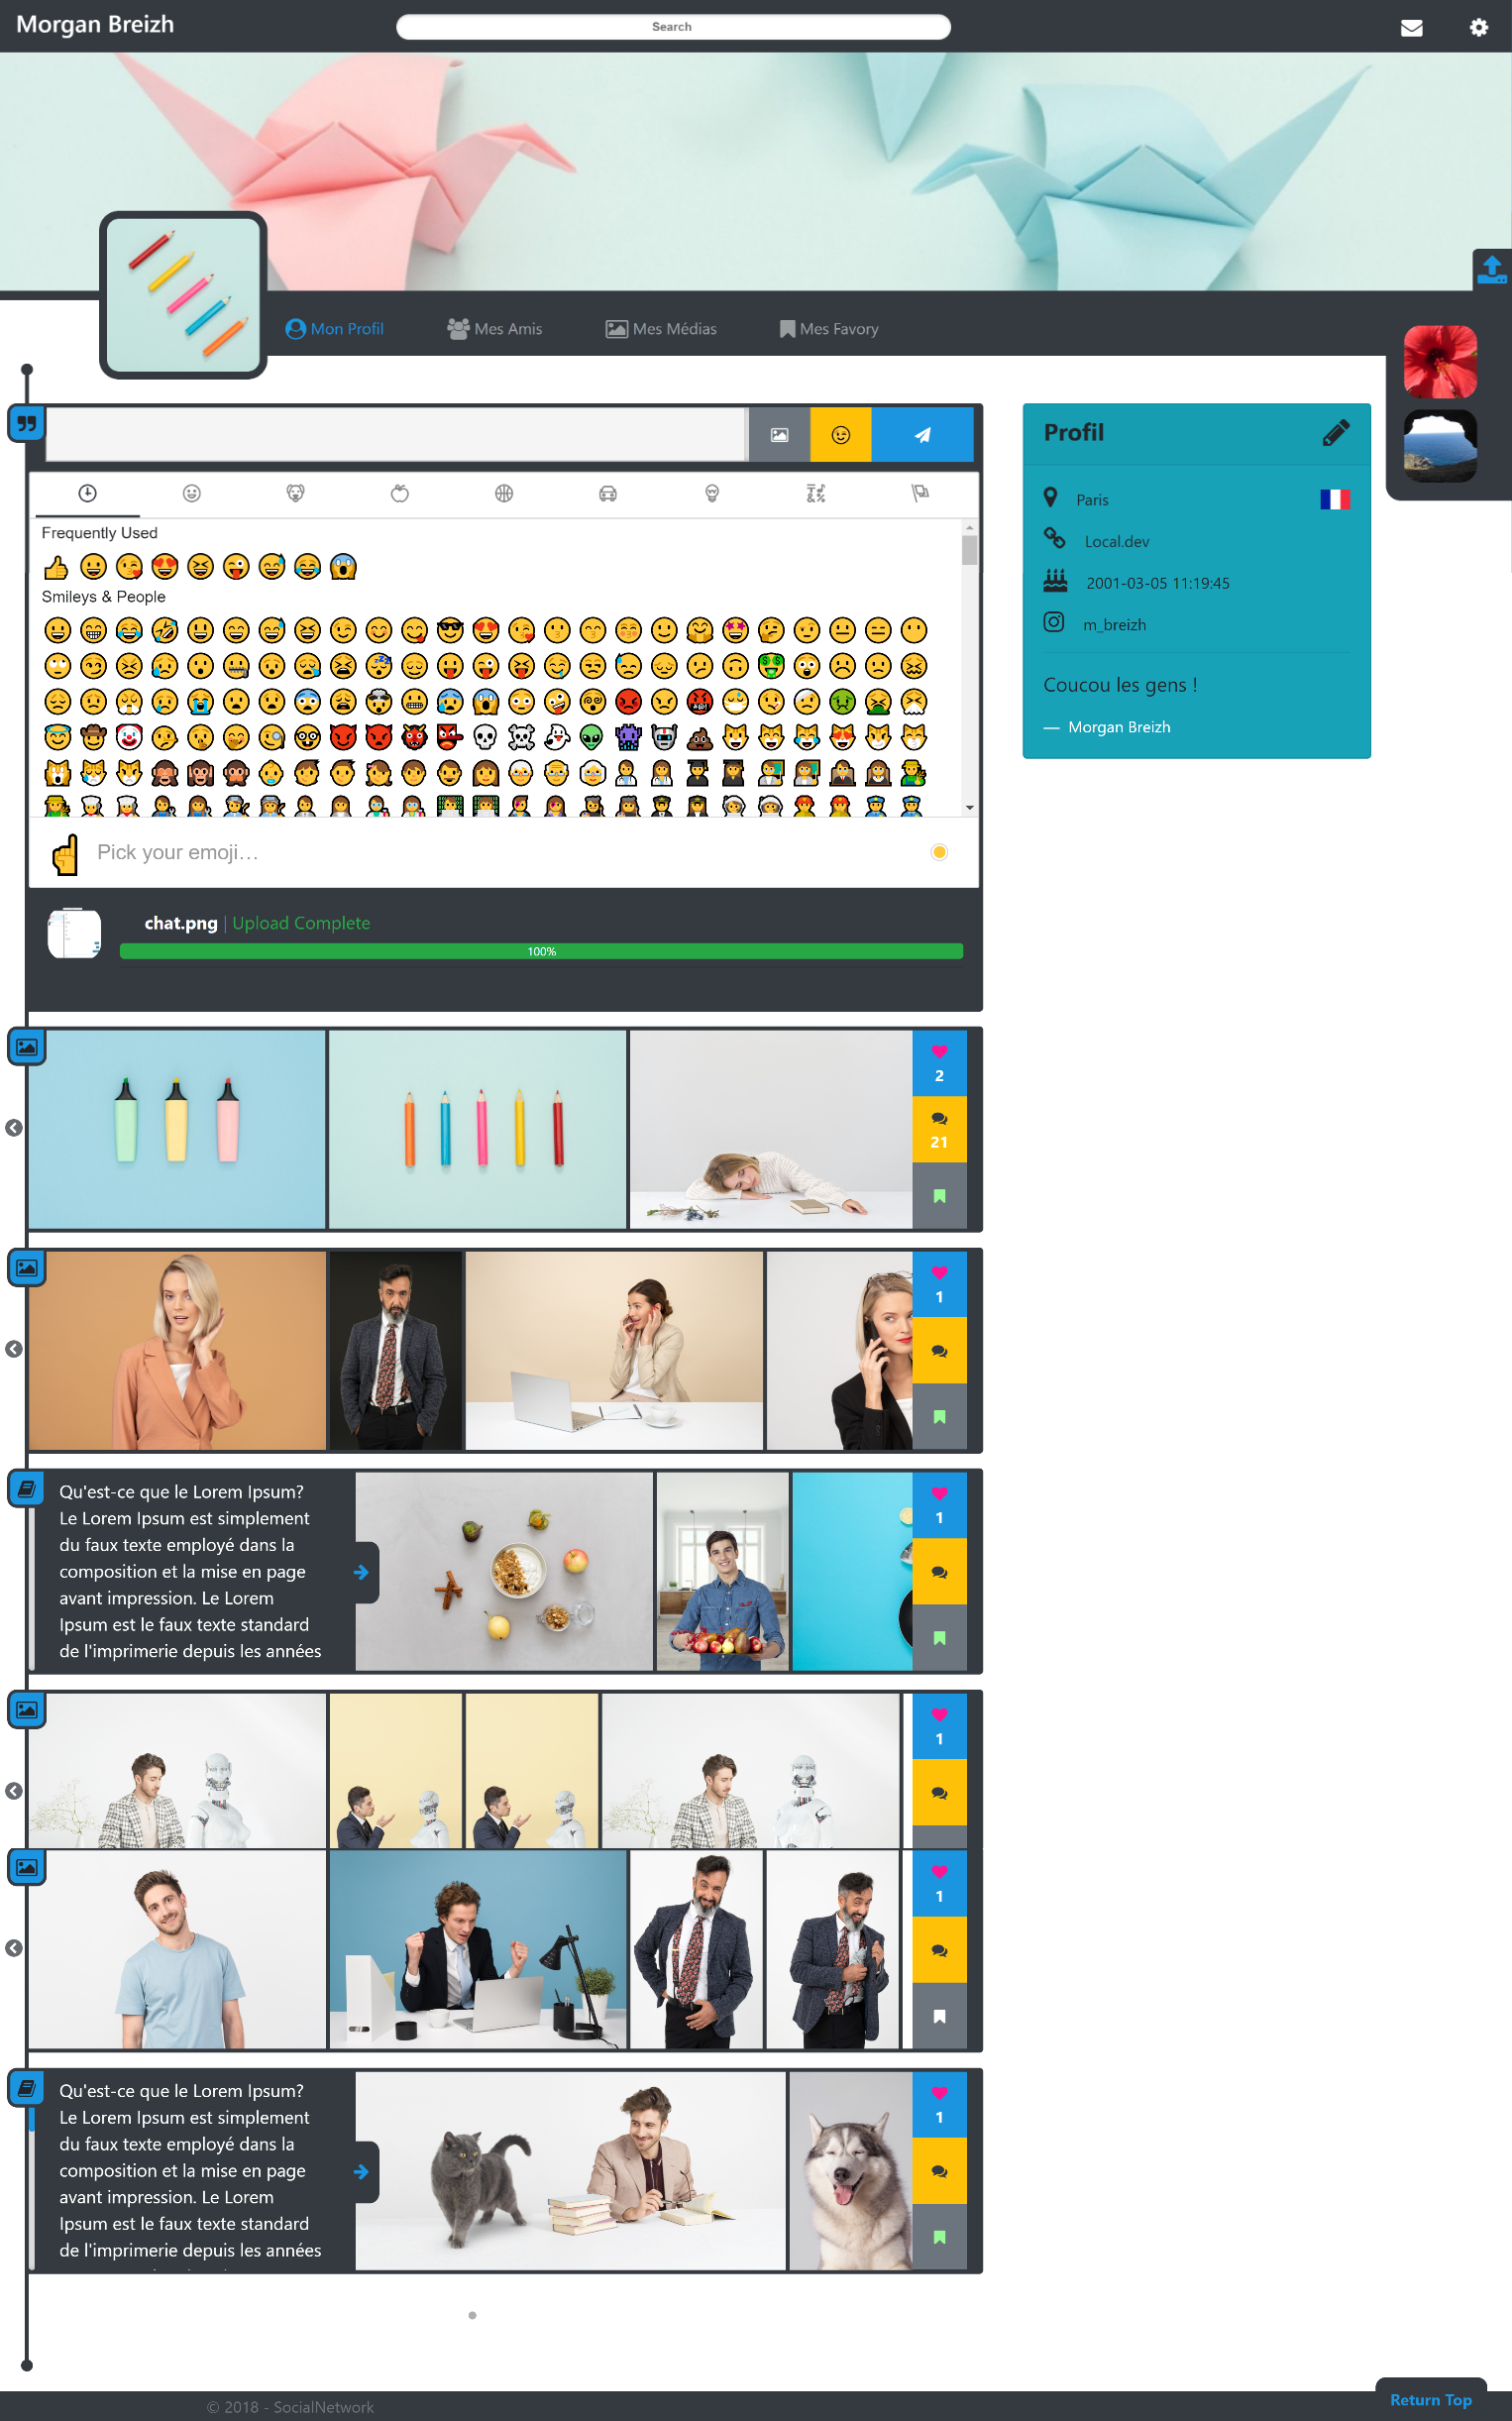 Morgan Breizh
Search
Mon Profil
Mes Amis
Mes Médias
Mes Favory
Frequently Used
Smileys & People
Pick your emoji...
chat.png | Upload Complete
100%
Profil
Paris
Local.dev
2001-03-05 11:19:45
m_breizh
Coucou les gens !
— Morgan Breizh
2
21
1
Qu'est-ce que le Lorem Ipsum?
Le Lorem Ipsum est simplement
du faux texte employé dans la
composition et la mise en page
avant impression. Le Lorem
Ipsum est le faux texte standard
de l'imprimerie depuis les années
1
1
1
Qu'est-ce que le Lorem Ipsum?
Le Lorem Ipsum est simplement
du faux texte employé dans la
composition et la mise en page
avant impression. Le Lorem
Ipsum est le faux texte standard
de l'imprimerie depuis les années
1
© 2018 - SocialNetwork
Return Top